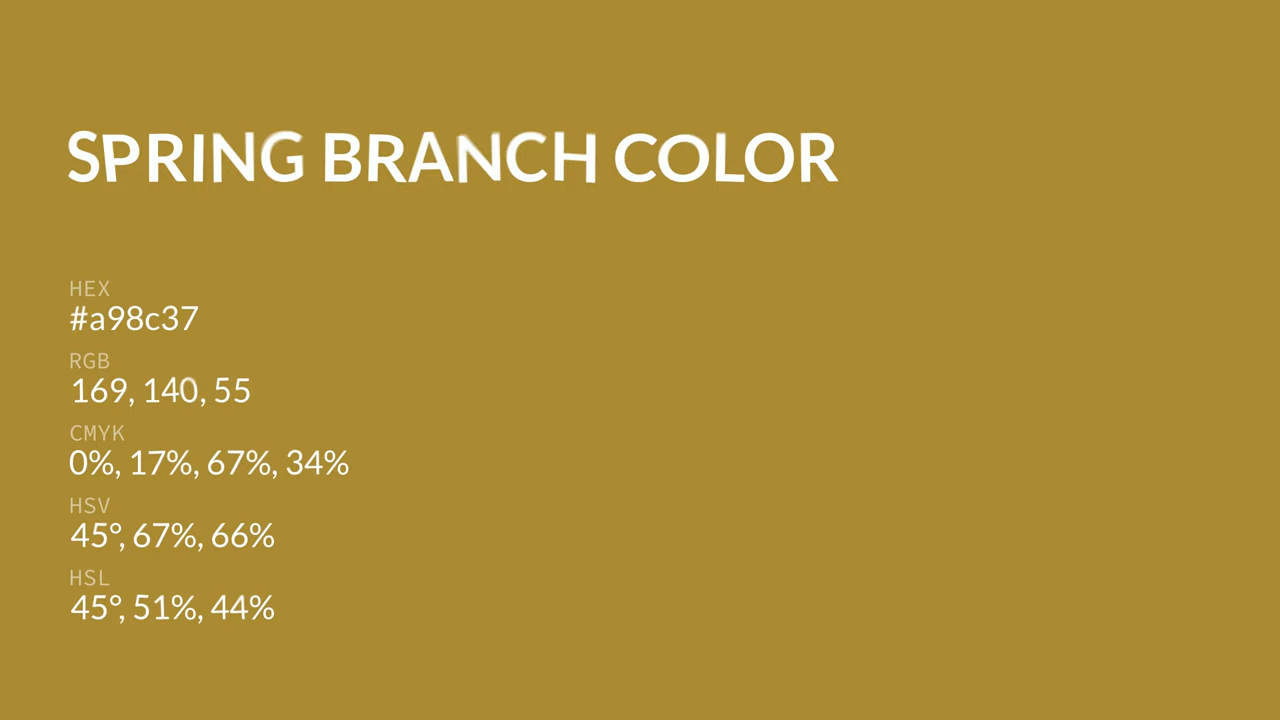 SPRING BRANCH COLOR
HEX
#a98c37
RGB
169, 140, 55
CMYK
0%, 17%, 67%, 34%
HSV
45°, 67%, 66%
HSL
45°, 51%, 44%